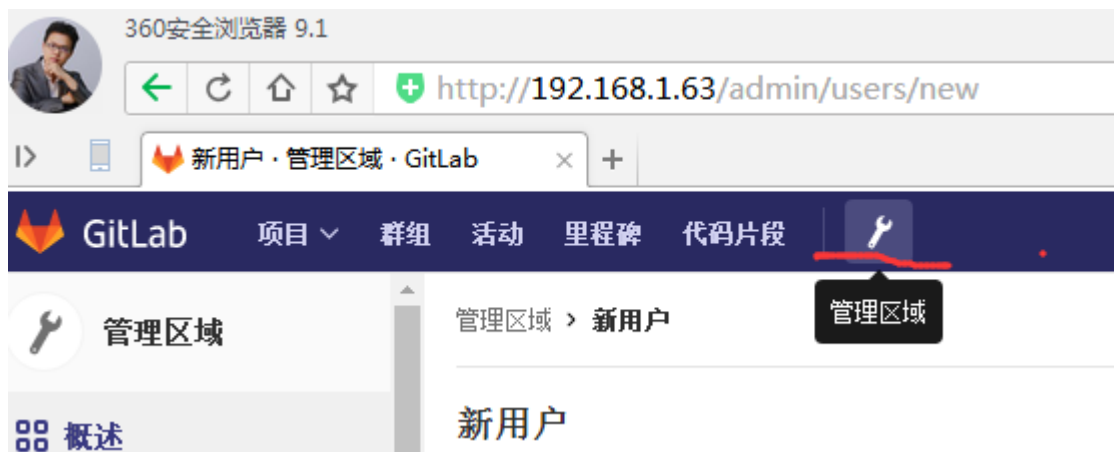 360安全浏览器 9.1
http://192.168.1.63/admin/users/new
新用户 · 管理区域 · GitLab
GitLab 项目 群组 活动 里程碑 代码片段
管理区域
管理区域 › 新用户
管理区域
概述
新用户